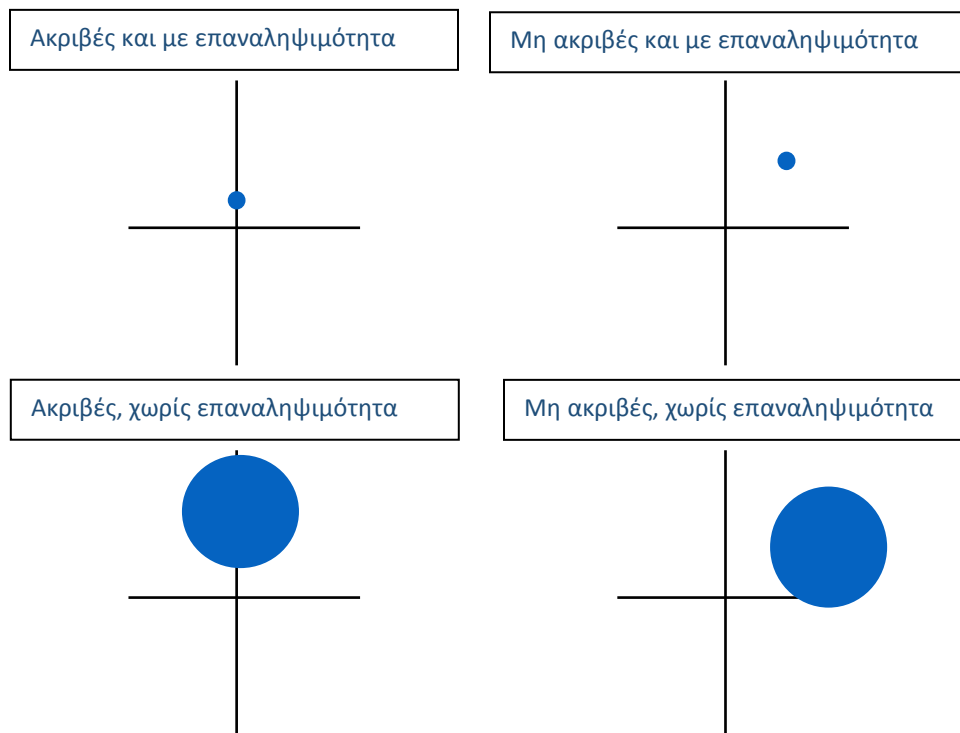 Ακριβές και με επαναληψιμότητα
Μη ακριβές και με επαναληψιμότητα
Ακριβές, χωρίς επαναληψιμότητα
Μη ακριβές, χωρίς επαναληψιμότητα